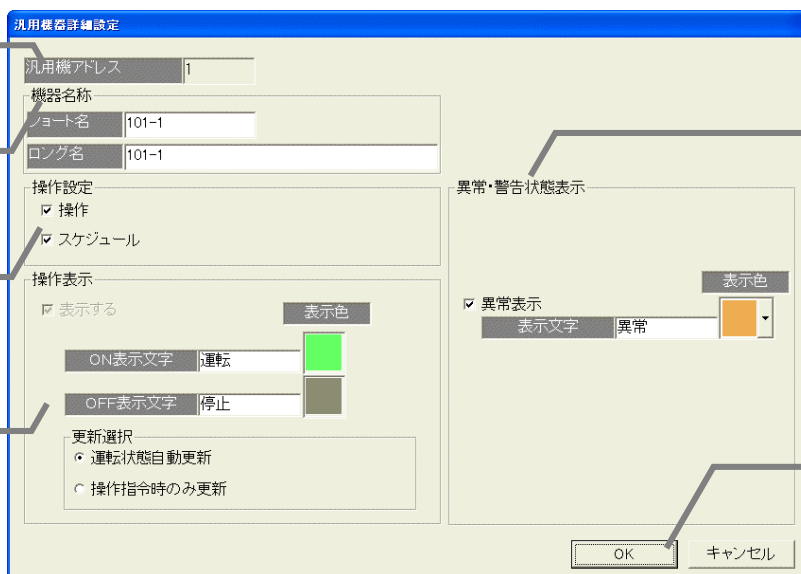 汎用機器詳細設定
汎用機アドレス 1
機器名称
ショート名 101-1
ロング名 101-1
操作設定
操作
スケジュール
操作表示
表示する 表示色
ON表示文字 運転
OFF表示文字 停止
更新選択
運転状態自動更新
操作指令時のみ更新
異常・警告状態表示
表示色
異常表示
表示文字 異常
OK キャンセル